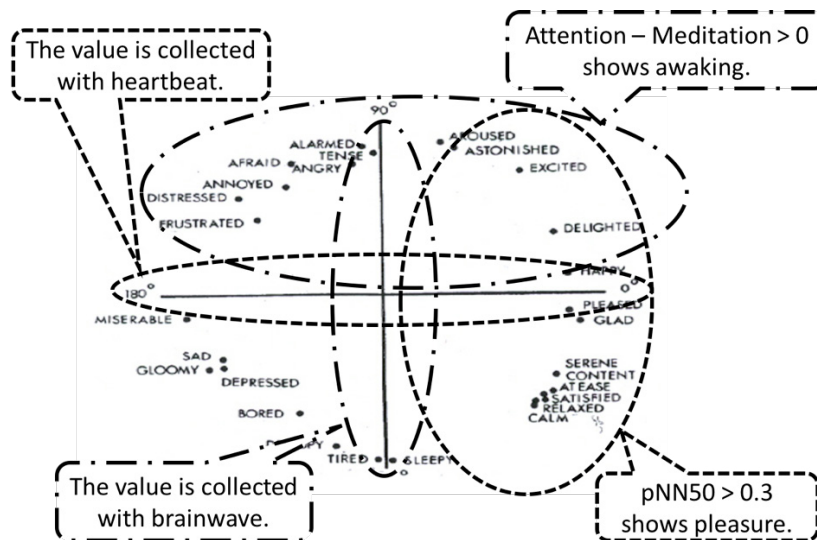 The value is collected
with heartbeat.
Attention – Meditation > 0
shows awaking.
90°
ALARMED
TENSE
AFRAID
ANGRY
ANNOYED
DISTRESSED
FRUSTRATED
AROUSED
ASTONISHED
EXCITED
DELIGHTED
HAPPY
180°
0°
PLEASED
GLAD
MISERABLE
SAD
GLOOMY
DEPRESSED
BORED
TIRED
SLEEPY
SERENE
CONTENT
AT EASE
SATISFIED
RELAXED
CALM
The value is collected
with brainwave.
pNN50 > 0.3
shows pleasure.